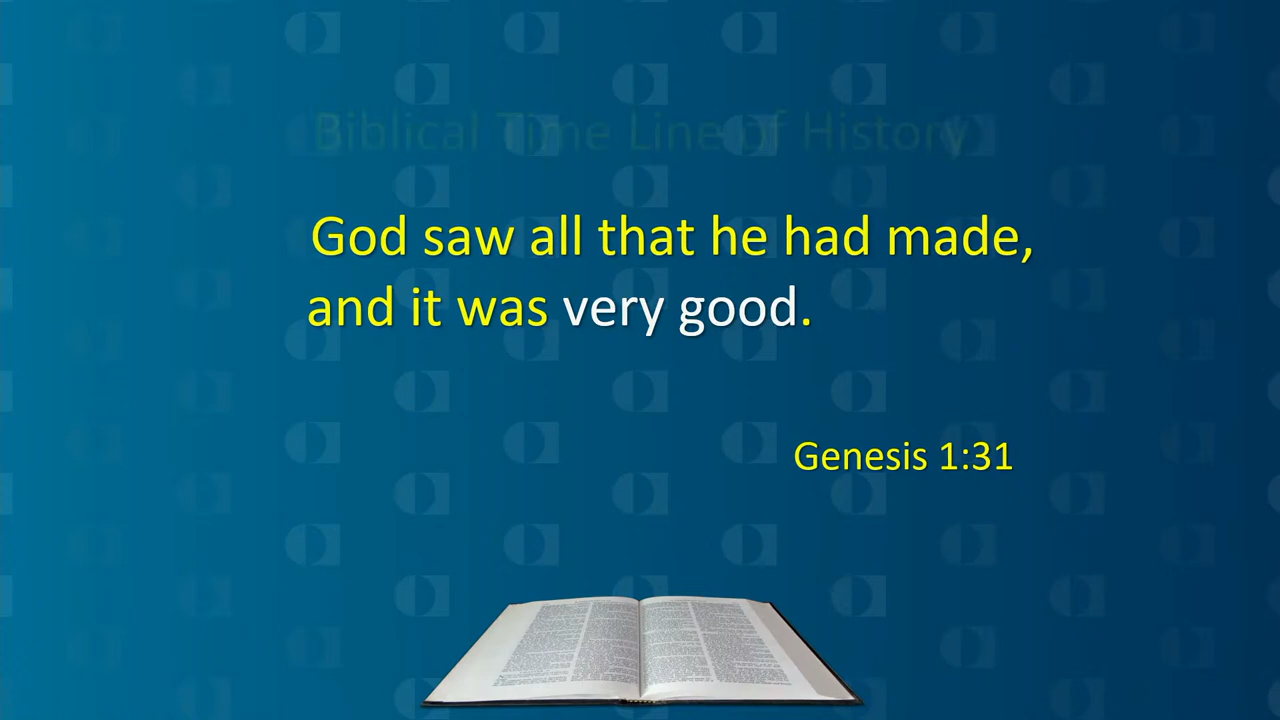 Biblical Time Line of History
God saw all that he had made,
and it was very good.
Genesis 1:31